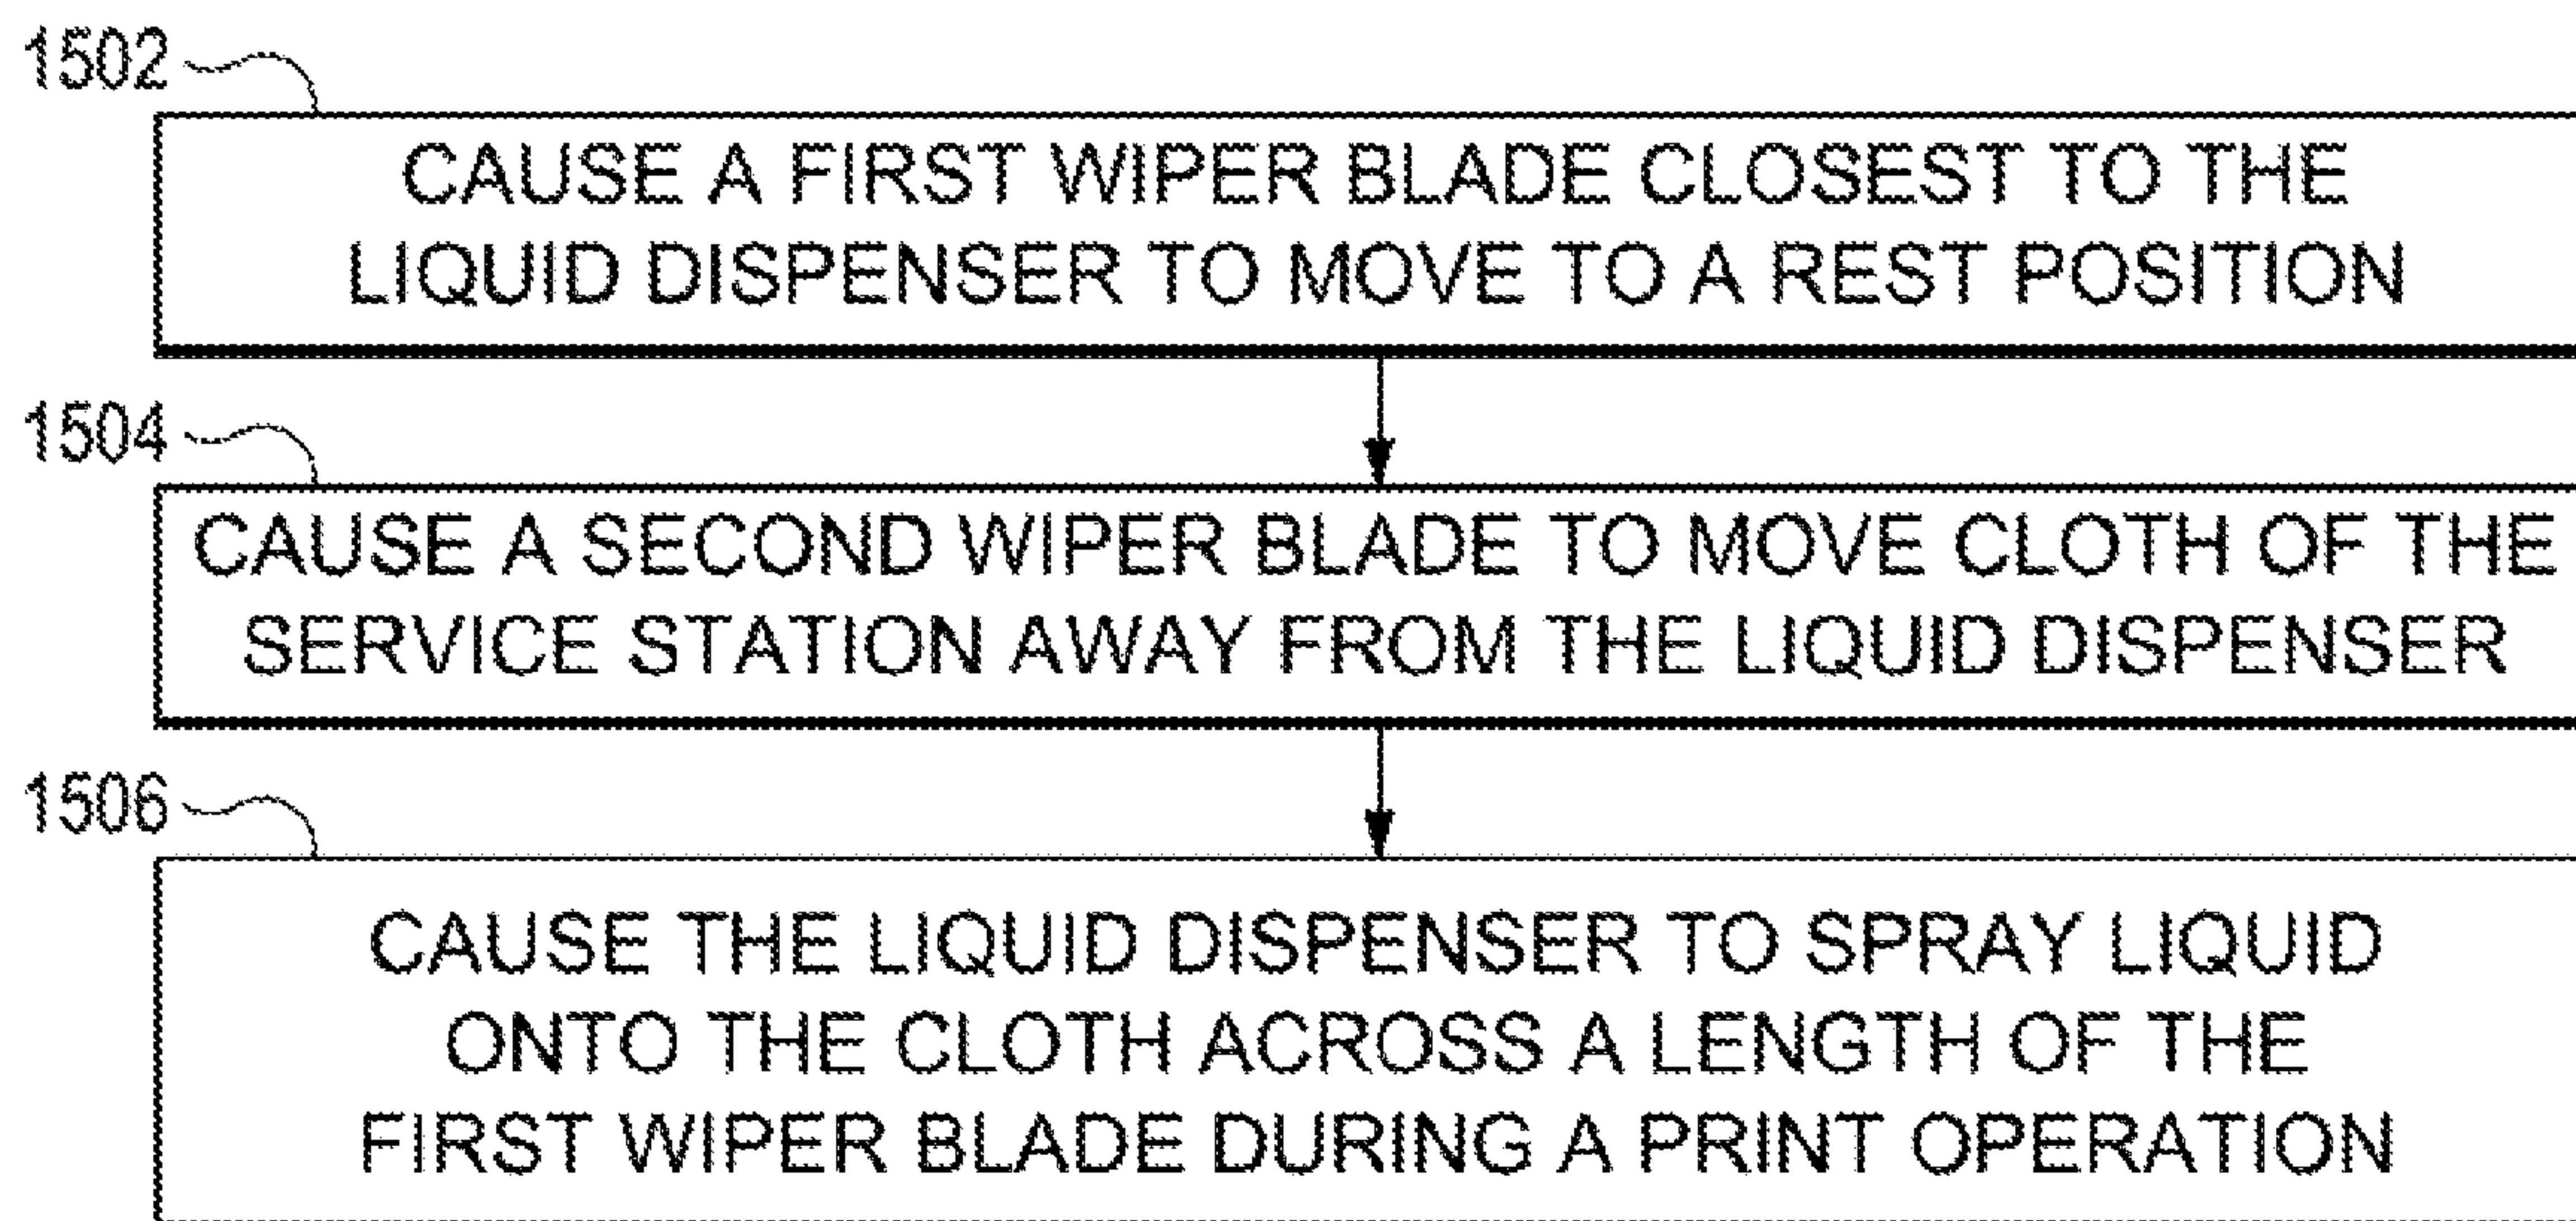 1502
CAUSE A FIRST WIPER BLADE CLOSEST TO THE
LIQUID DISPENSER TO MOVE TO A REST POSITION
1504
CAUSE A SECOND WIPER BLADE TO MOVE CLOTH OF THE
SERVICE STATION AWAY FROM THE LIQUID DISPENSER
1506
CAUSE THE LIQUID DISPENSER TO SPRAY LIQUID
ONTO THE CLOTH ACROSS A LENGTH OF THE
FIRST WIPER BLADE DURING A PRINT OPERATION